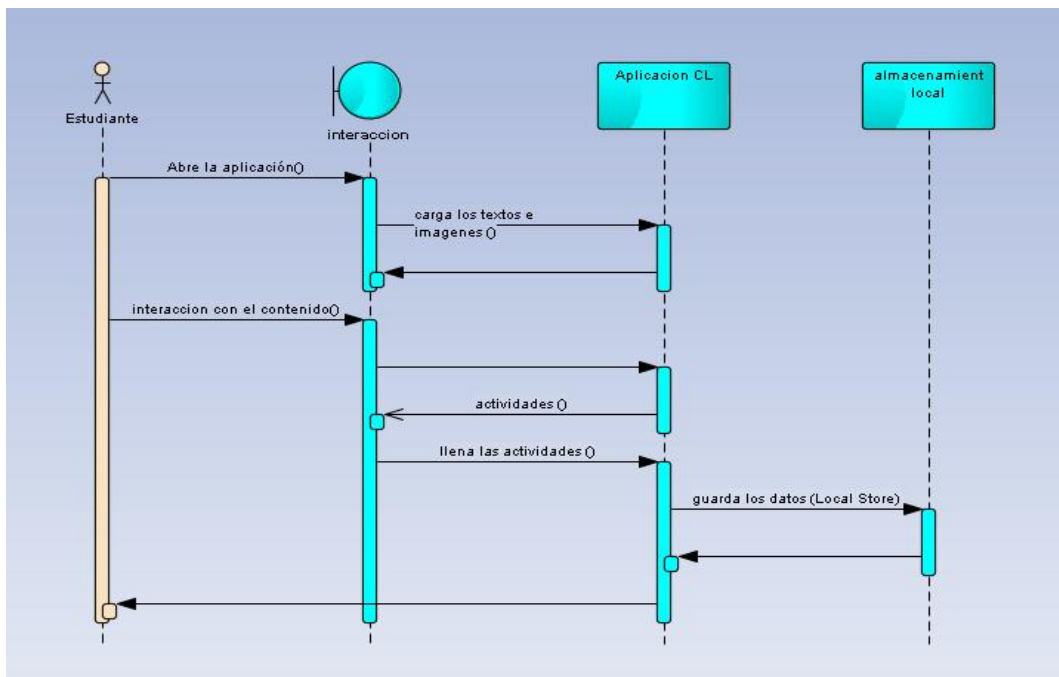 Estudiante
interaccion
Aplicacion CL
almacenamient
local
Abre la aplicación()
carga los textos e
imagenes ()
interaccion con el contenido()
actividades ()
llena las actividades ()
guarda los datos (Local Store)